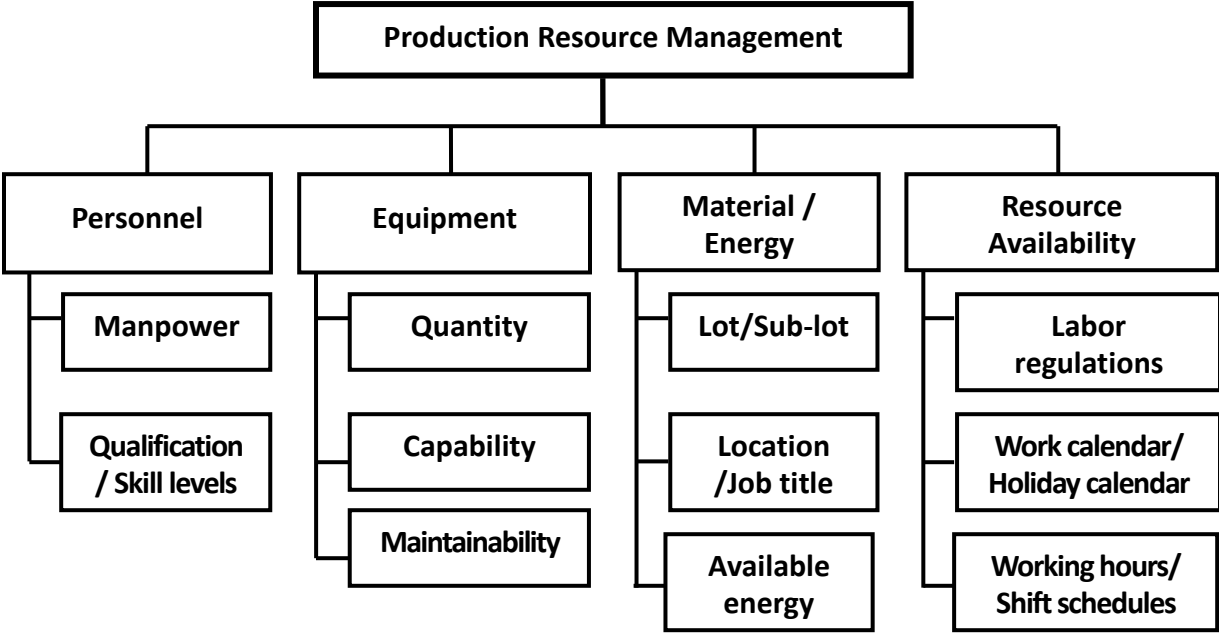 Production Resource Management
Personnel
Manpower
Qualification
/ Skill levels
Equipment
Quantity
Capability
Maintainability
Material /
Energy
Lot/Sub-lot
Location
/Job title
Available
energy
Resource
Availability
Labor
regulations
Work calendar/
Holiday calendar
Working hours/
Shift schedules